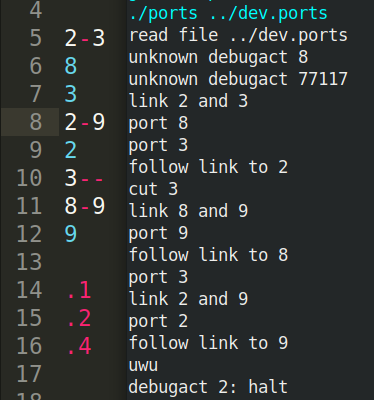 4
5 2-3
6 8
7 3
8 2-9
9 2
10 3--
11 8-9
12 9
13
14 .1
15 .2
16 .4
17
./ports ../dev.ports
read file ../dev.ports
unknown debugact 8
unknown debugact 77117
link 2 and 3
port 8
port 3
follow link to 2
cut 3
link 8 and 9
port 9
follow link to 8
port 3
link 2 and 9
port 2
follow link to 9
uwu
debugact 2: halt